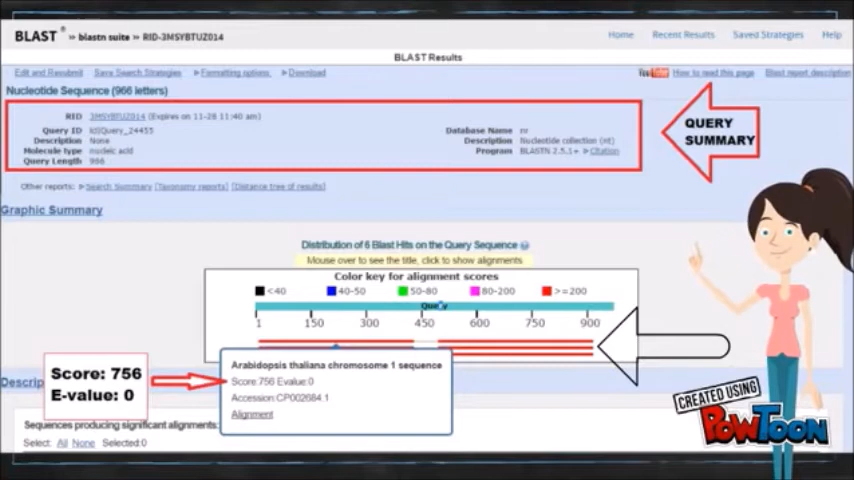 BLAST ® » blastn suite » RID-3MSYBTUZ014
Home Recent Results Saved Strategies Help
BLAST Results
Edit and Resubmit Save Search Strategies ▶Formatting options ▶Download
You Tube How to read this page Blast report description
Nucleotide Sequence (966 letters)
RID 3MSYBTUZ014 (Expires on 11-28 11:40 am)
Query ID lcl|Query_24455
Description None
Molecule type nucleic acid
Query Length 966
Database Name nr
Description Nucleotide collection (nt)
Program BLASTN 2.5.1+ ▶Citation
QUERY
SUMMARY
Other reports: ▶Search Summary [Taxonomy reports] [Distance tree of results]
Graphic Summary
Distribution of 6 Blast Hits on the Query Sequence
Mouse over to see the title, click to show alignments
Color key for alignment scores
<40 40-50 50-80 80-200 >=200
Query
1 150 300 450 600 750 900
Score: 756
E-value: 0
Arabidopsis thaliana chromosome 1 sequence
Score:756 Evalue:0
Accession:CP002684.1
Alignment
Descrip
Sequences producing significant alignments:
Select: All None Selected:0
CREATED USING
POWTOON